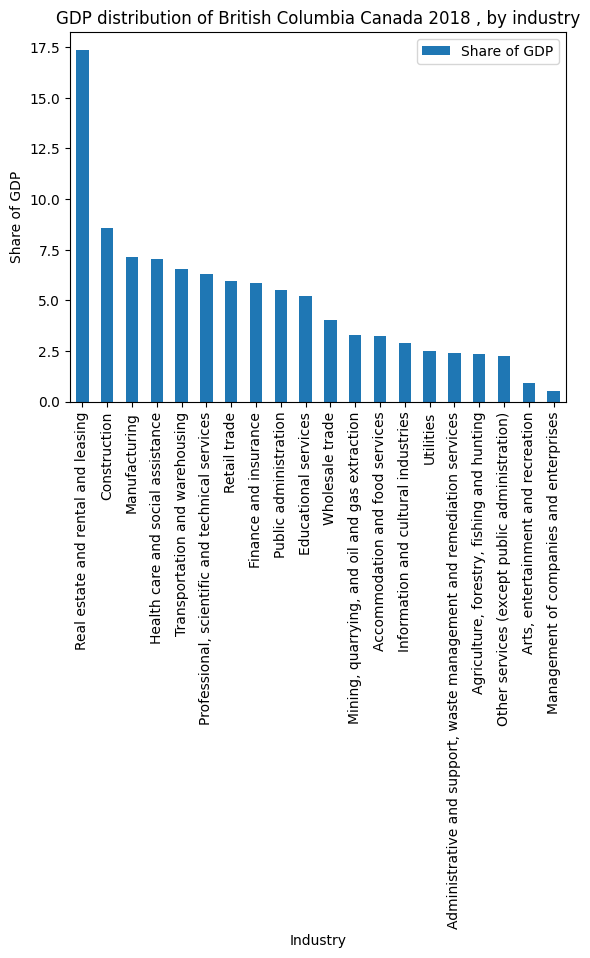 GDP distribution of British Columbia Canada 2018 , by industry
Share of GDP
Share of GDP
17.5
15.0
12.5
10.0
7.5
5.0
2.5
0.0
Real estate and rental and leasing
Construction
Manufacturing
Health care and social assistance
Transportation and warehousing
Professional, scientific and technical services
Retail trade
Finance and insurance
Public administration
Educational services
Wholesale trade
Mining, quarrying, and oil and gas extraction
Accommodation and food services
Information and cultural industries
Utilities
Administrative and support, waste management and remediation services
Agriculture, forestry, fishing and hunting
Other services (except public administration)
Arts, entertainment and recreation
Management of companies and enterprises
Industry